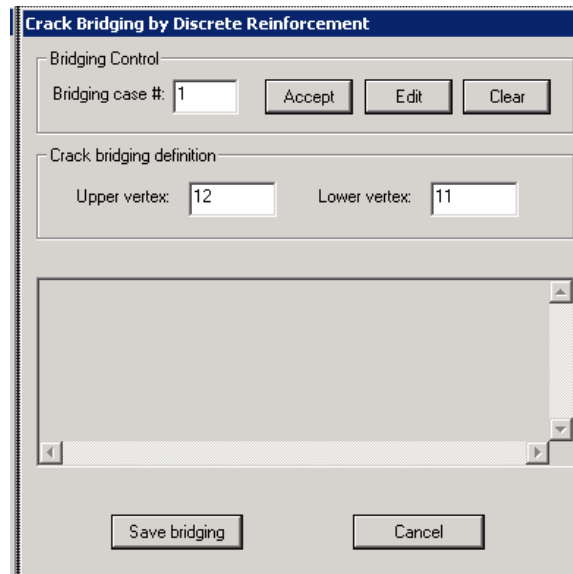 Crack Bridging by Discrete Reinforcement
Bridging Control
Bridging case #: 1 Accept Edit Clear
Crack bridging definition
Upper vertex: 12 Lower vertex: 11
Save bridging Cancel